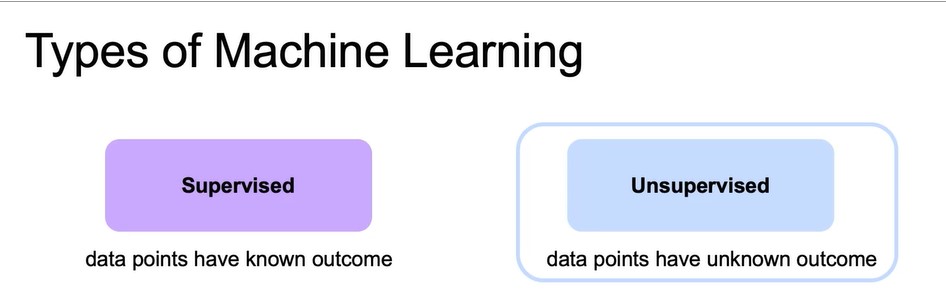 Types of Machine Learning
Supervised
Unsupervised
data points have known outcome
data points have unknown outcome